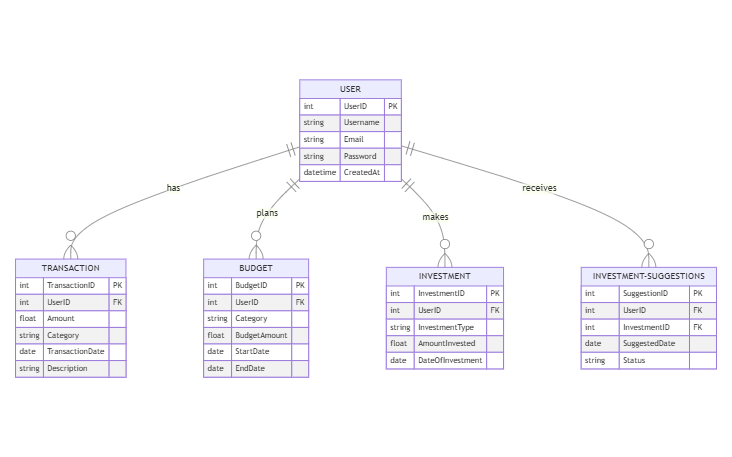 USER
int UserID PK
string Username
string Email
string Password
datetime CreatedAt
has
plans
makes
receives
TRANSACTION
int TransactionID PK
int UserID FK
float Amount
string Category
date TransactionDate
string Description
BUDGET
int BudgetID PK
int UserID FK
string Category
float BudgetAmount
date StartDate
date EndDate
INVESTMENT
int InvestmentID PK
int UserID FK
string InvestmentType
float AmountInvested
date DateOfInvestment
INVESTMENT-SUGGESTIONS
int SuggestionID PK
int UserID FK
int InvestmentID FK
date SuggestedDate
string Status